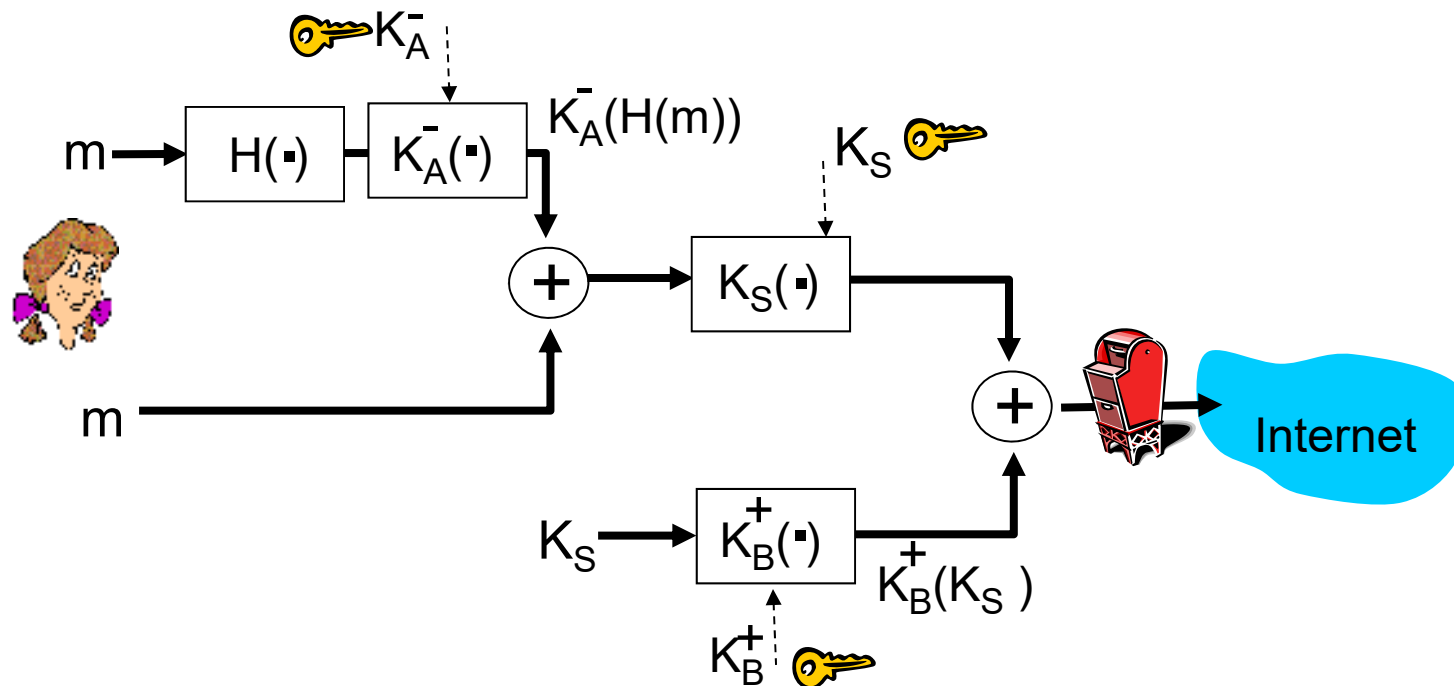 K_A^-
m
H(▪)
K_A^-(▪)
K_A^-(H(m))
K_S
+
K_S(▪)
m
+
Internet
K_S
K_B^+(▪)
K_B^+(K_S )
K_B^+